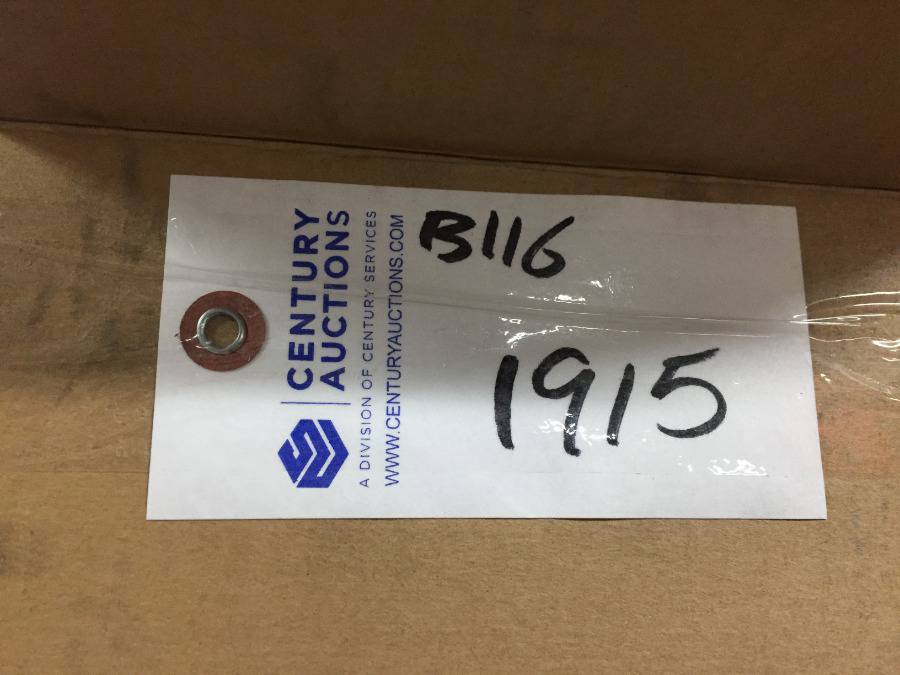 CENTURY
AUCTIONS
A DIVISION OF CENTURY SERVICES
WWW.CENTURYAUCTIONS.COM
B116
1915